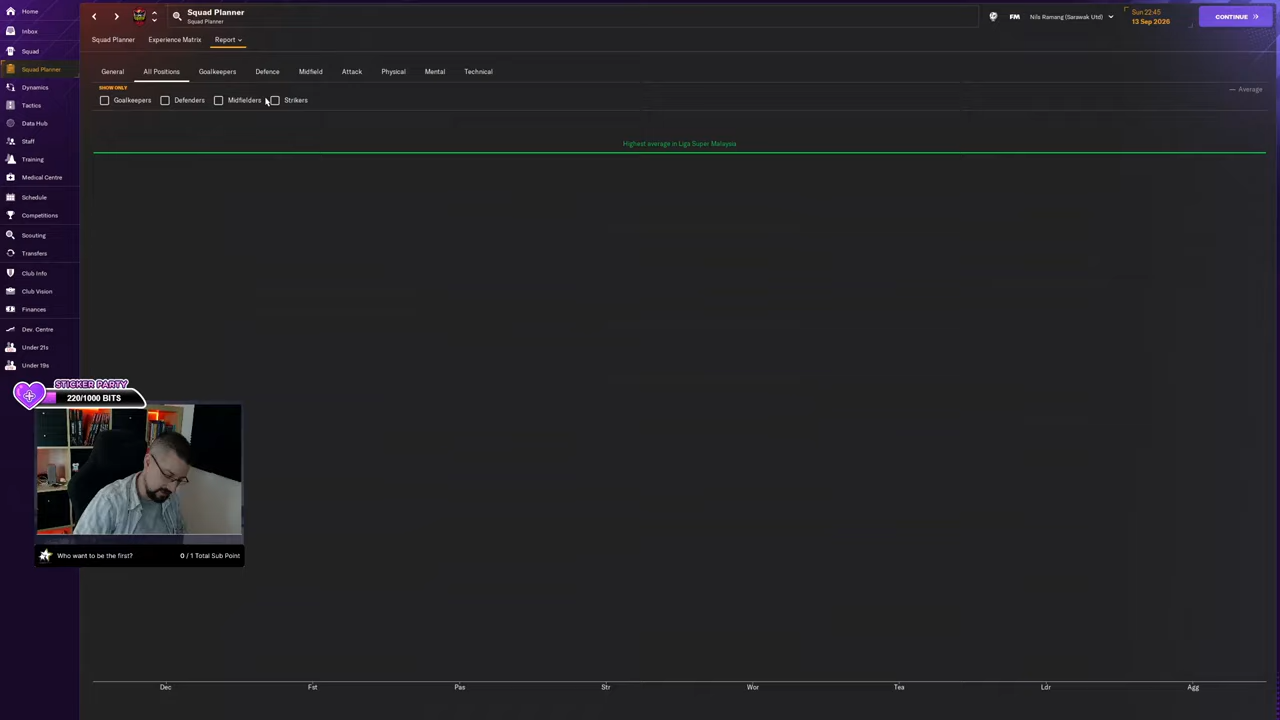 Home
Inbox
Squad
Squad Planner
Dynamics
Tactics
Data Hub
Staff
Training
Medical Centre
Schedule
Competitions
Scouting
Transfers
Club Info
Club Vision
Finances
Dev. Centre
Under 21s
Under 19s
Squad Planner
Squad Planner
FM
Nils Ramang (Sarawak Utd)
Sun 22:45
13 Sep 2026
CONTINUE
Squad Planner Experience Matrix Report
General All Positions Goalkeepers Defence Midfield Attack Physical Mental Technical
SHOW ONLY
Goalkeepers Defenders Midfielders Strikers
Average
Highest average in Liga Super Malaysia
STICKER PARTY
220/1000 BITS
Who want to be the first? 0 / 1 Total Sub Point
Dec Fst Pas Str Wor Tea Ldr Agg